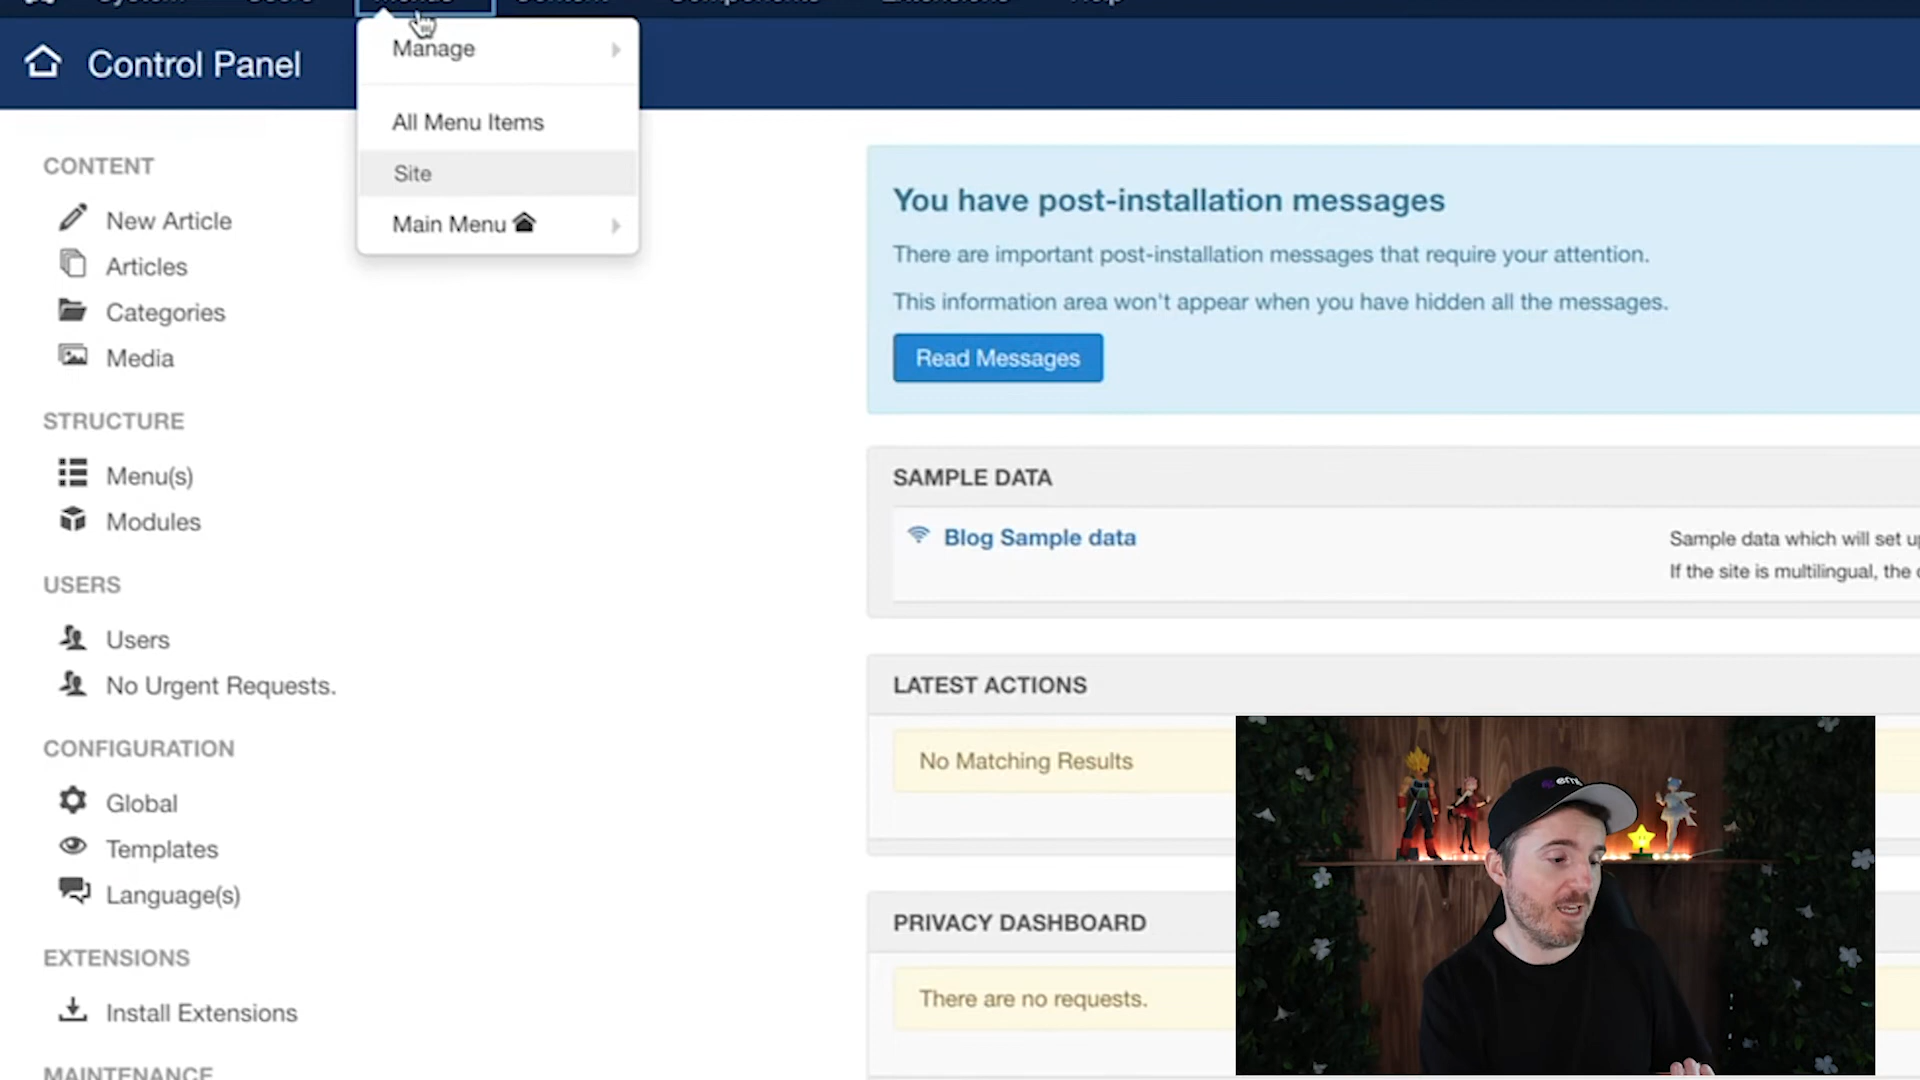 Control Panel
Manage
All Menu Items
Site
Main Menu
CONTENT
New Article
Articles
Categories
Media
STRUCTURE
Menu(s)
Modules
USERS
Users
No Urgent Requests.
CONFIGURATION
Global
Templates
Language(s)
EXTENSIONS
Install Extensions
MAINTENANCE
You have post-installation messages
There are important post-installation messages that require your attention.
This information area won't appear when you have hidden all the messages.
Read Messages
SAMPLE DATA
Blog Sample data
Sample data which will set up
If the site is multilingual, the
LATEST ACTIONS
No Matching Results
PRIVACY DASHBOARD
There are no requests.